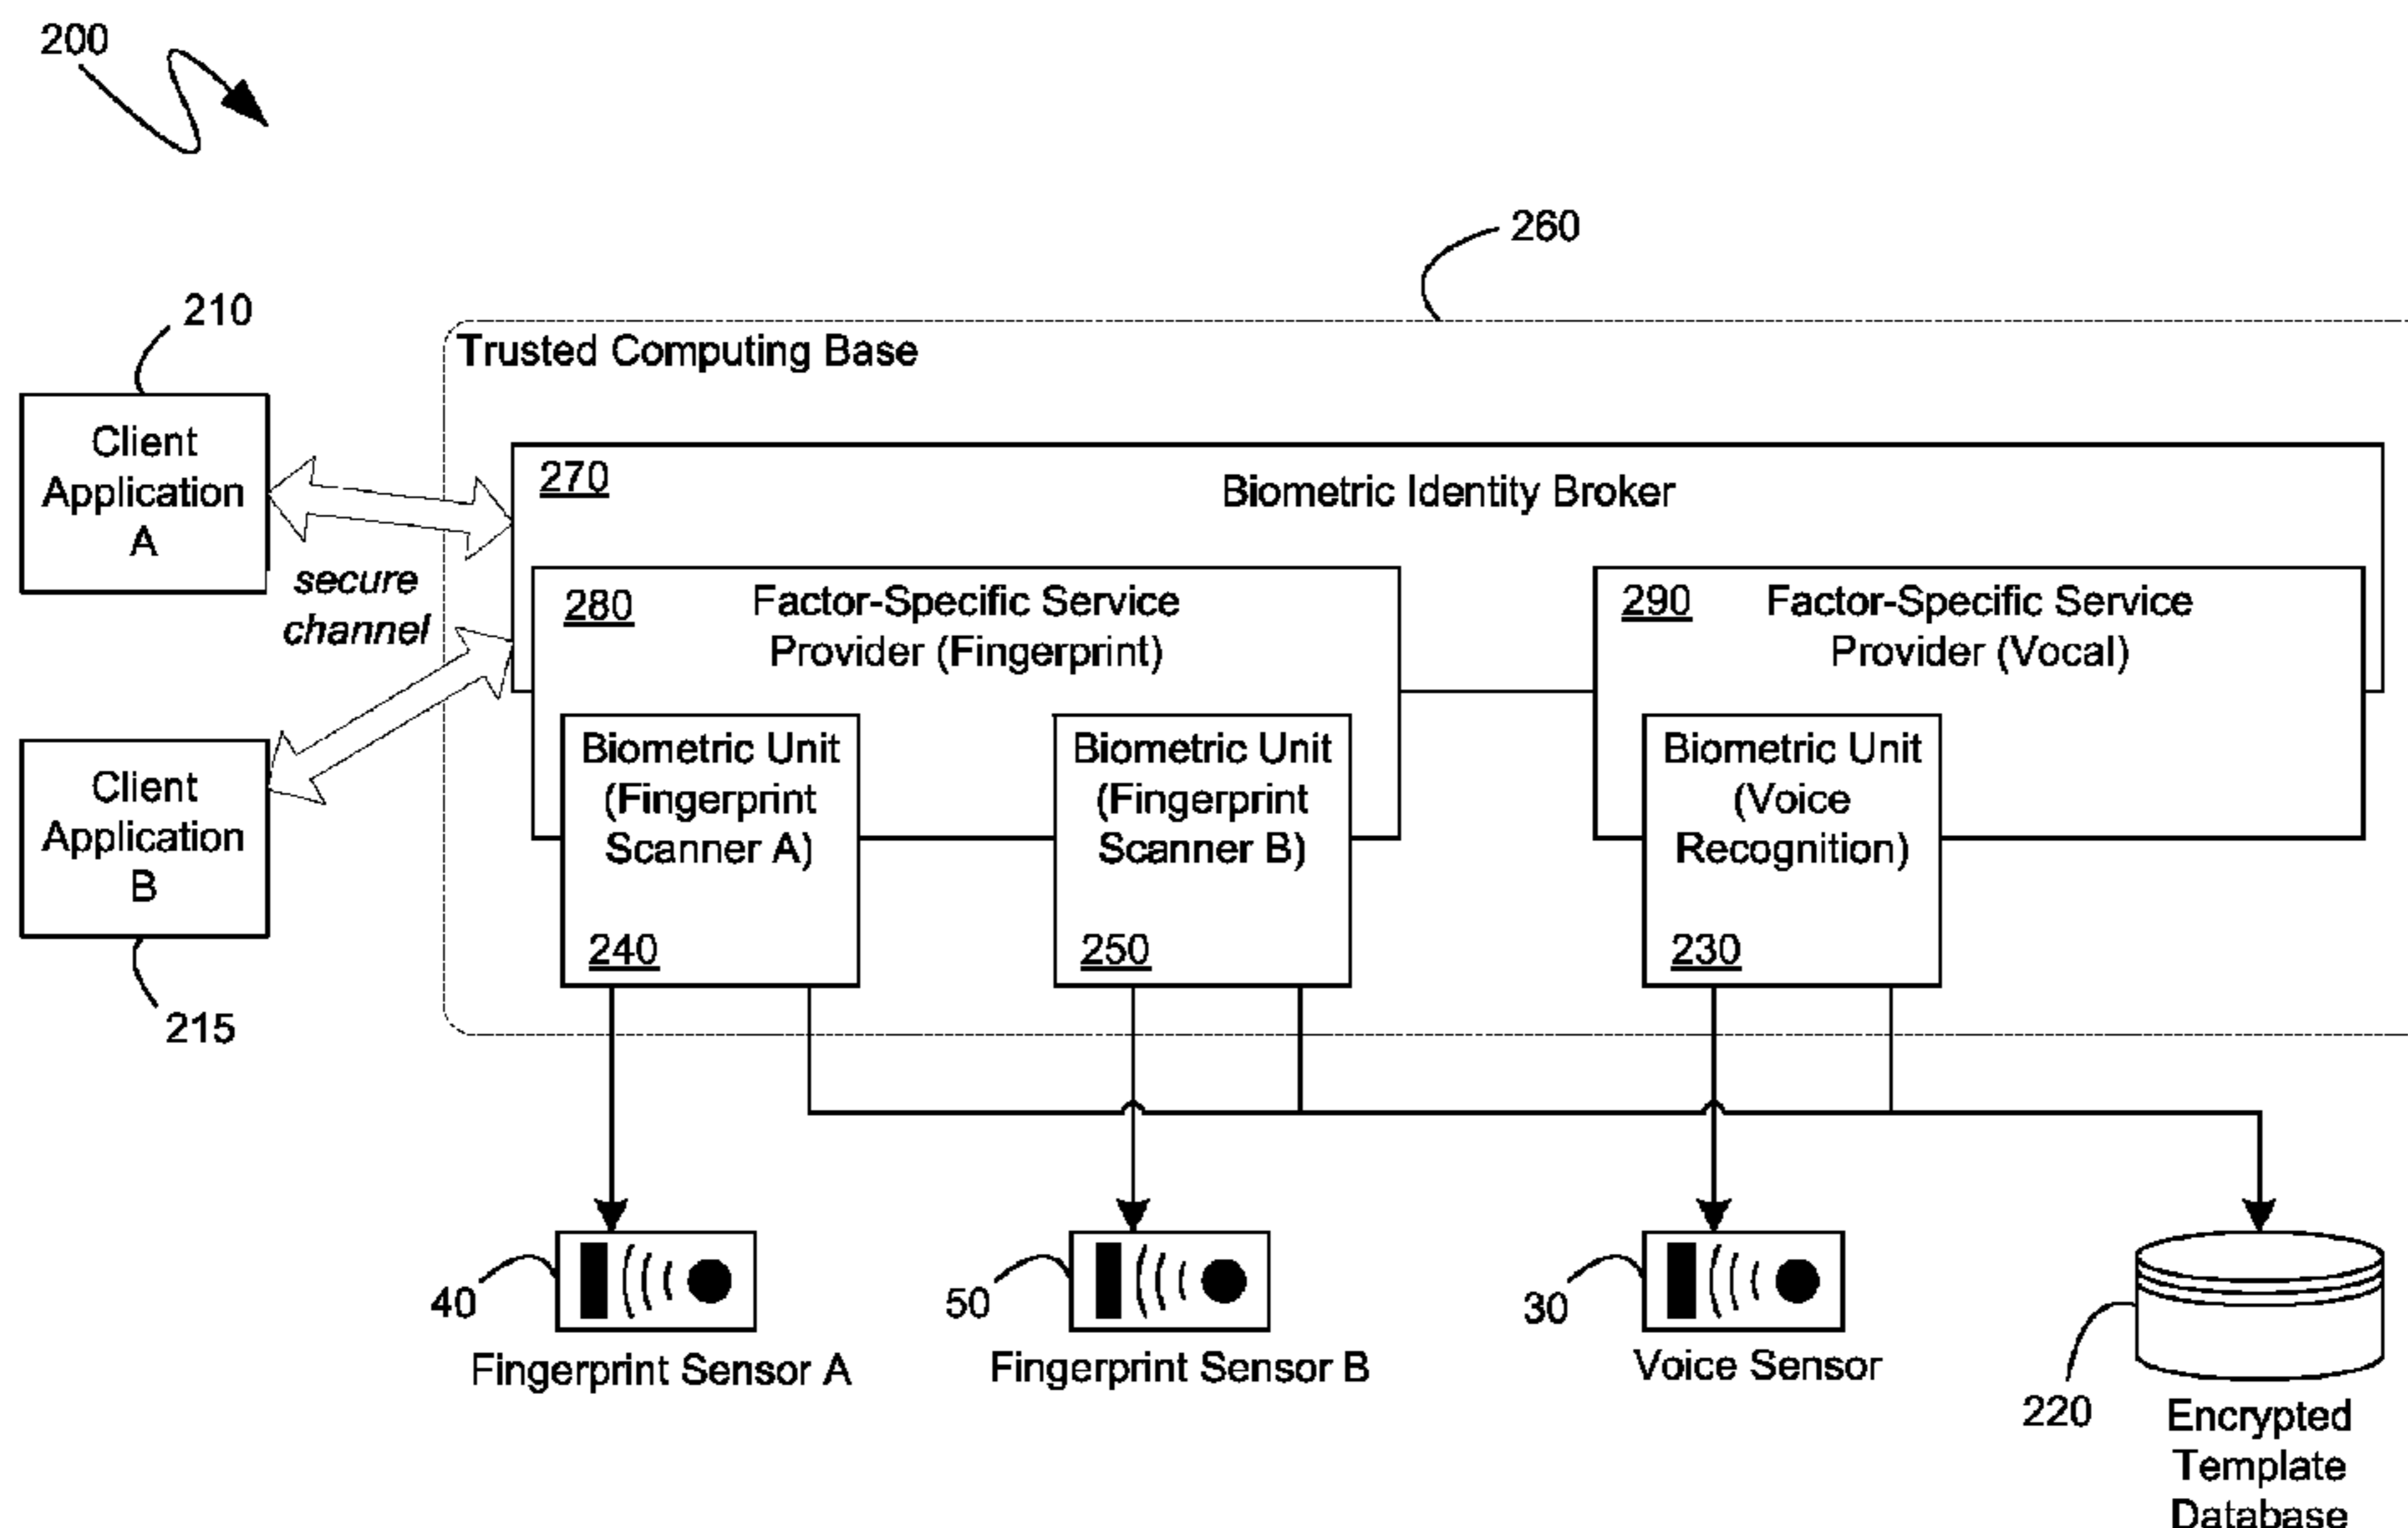 200
260
210
Trusted Computing Base
Client
Application
A
270
Biometric Identity Broker
secure
channel
280
Factor-Specific Service
Provider (Fingerprint)
290
Factor-Specific Service
Provider (Vocal)
Client
Application
B
215
Biometric Unit
(Fingerprint
Scanner A)
240
Biometric Unit
(Fingerprint
Scanner B)
250
Biometric Unit
(Voice
Recognition)
230
40
Fingerprint Sensor A
50
Fingerprint Sensor B
30
Voice Sensor
220
Encrypted
Template
Database